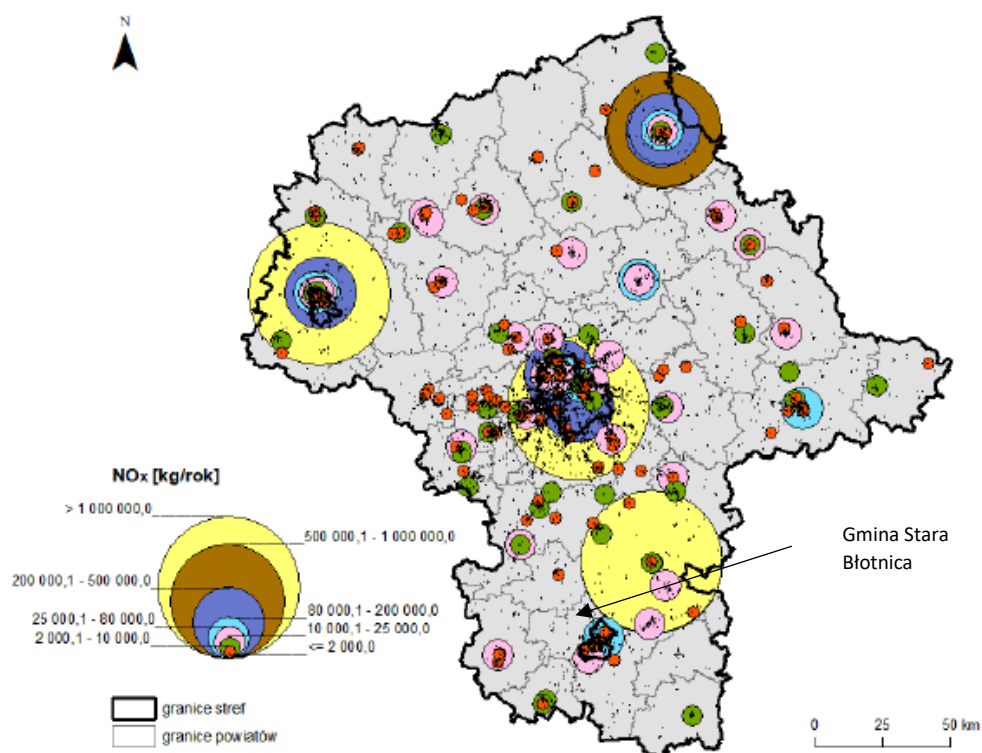 N
NOx [kg/rok]
> 1 000 000,0
500 000,1 - 1 000 000,0
200 000,1 - 500 000,0
80 000,1 - 200 000,0
25 000,1 - 80 000,0
10 000,1 - 25 000,0
2 000,1 - 10 000,0
<= 2 000,0
granice stref
granice powiatów
Gmina Stara
Błotnica
0 25 50 km